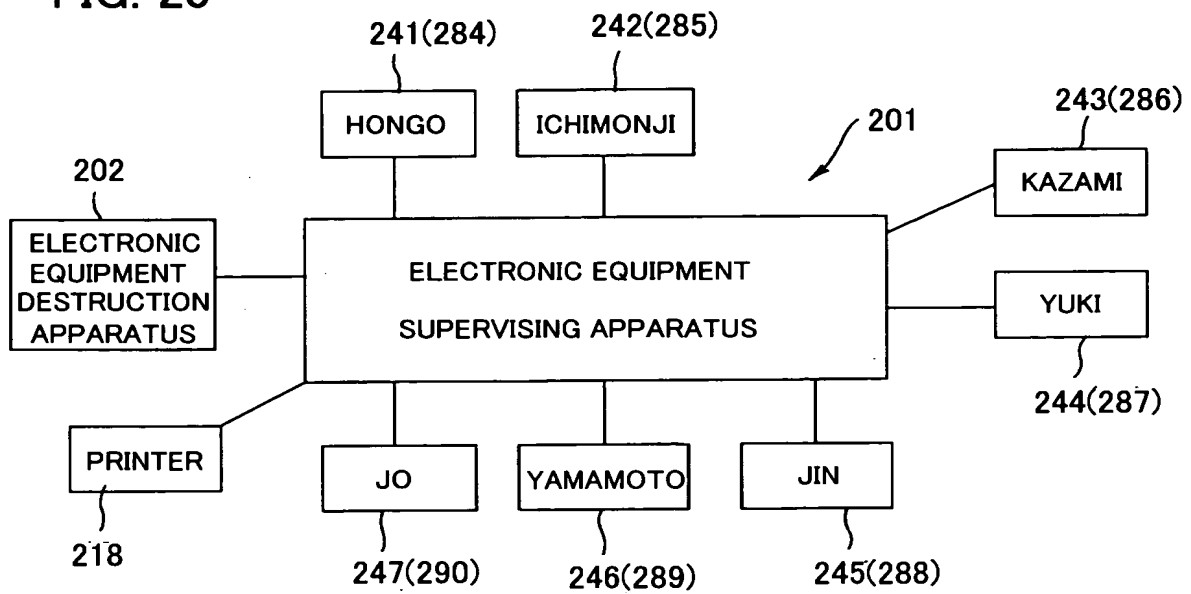 241(284)
242(285)
243(286)
HONGO
ICHIMONJI
201
KAZAMI
202
ELECTRONIC
EQUIPMENT
DESTRUCTION
APPARATUS
ELECTRONIC EQUIPMENT
SUPERVISING APPARATUS
YUKI
244(287)
PRINTER
JO
YAMAMOTO
JIN
218
247(290)
246(289)
245(288)